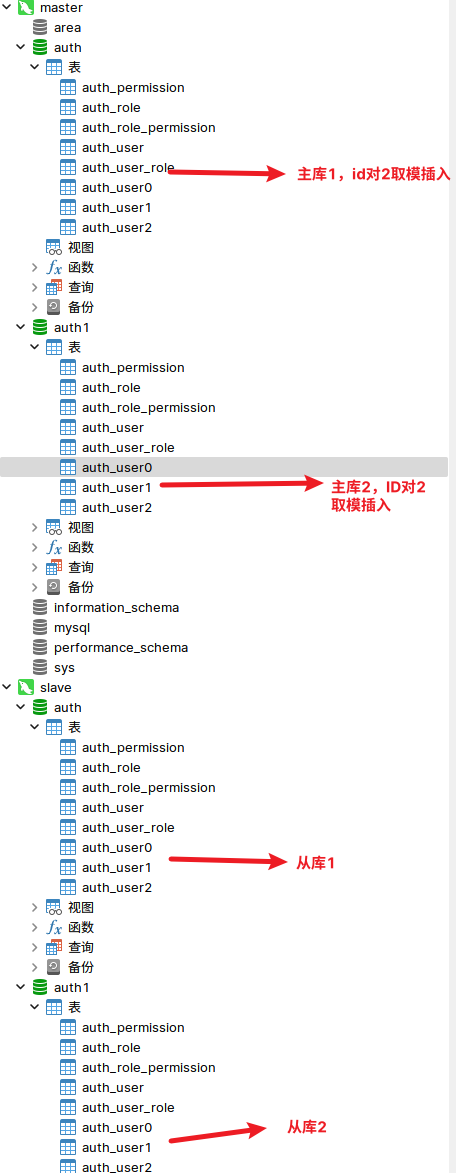 master
area
auth
表
auth_permission
auth_role
auth_role_permission
auth_user
auth_user_role
主库1，id对2取模插入
auth_user0
auth_user1
auth_user2
视图
函数
查询
备份
auth1
表
auth_permission
auth_role
auth_role_permission
auth_user
auth_user_role
auth_user0
auth_user1
主库2，ID对2
取模插入
auth_user2
视图
函数
查询
备份
information_schema
mysql
performance_schema
sys
slave
auth
表
auth_permission
auth_role
auth_role_permission
auth_user
auth_user_role
auth_user0
auth_user1
从库1
auth_user2
视图
函数
查询
备份
auth1
表
auth_permission
auth_role
auth_role_permission
auth_user
auth_user_role
auth_user0
从库2
auth_user1
auth_user2